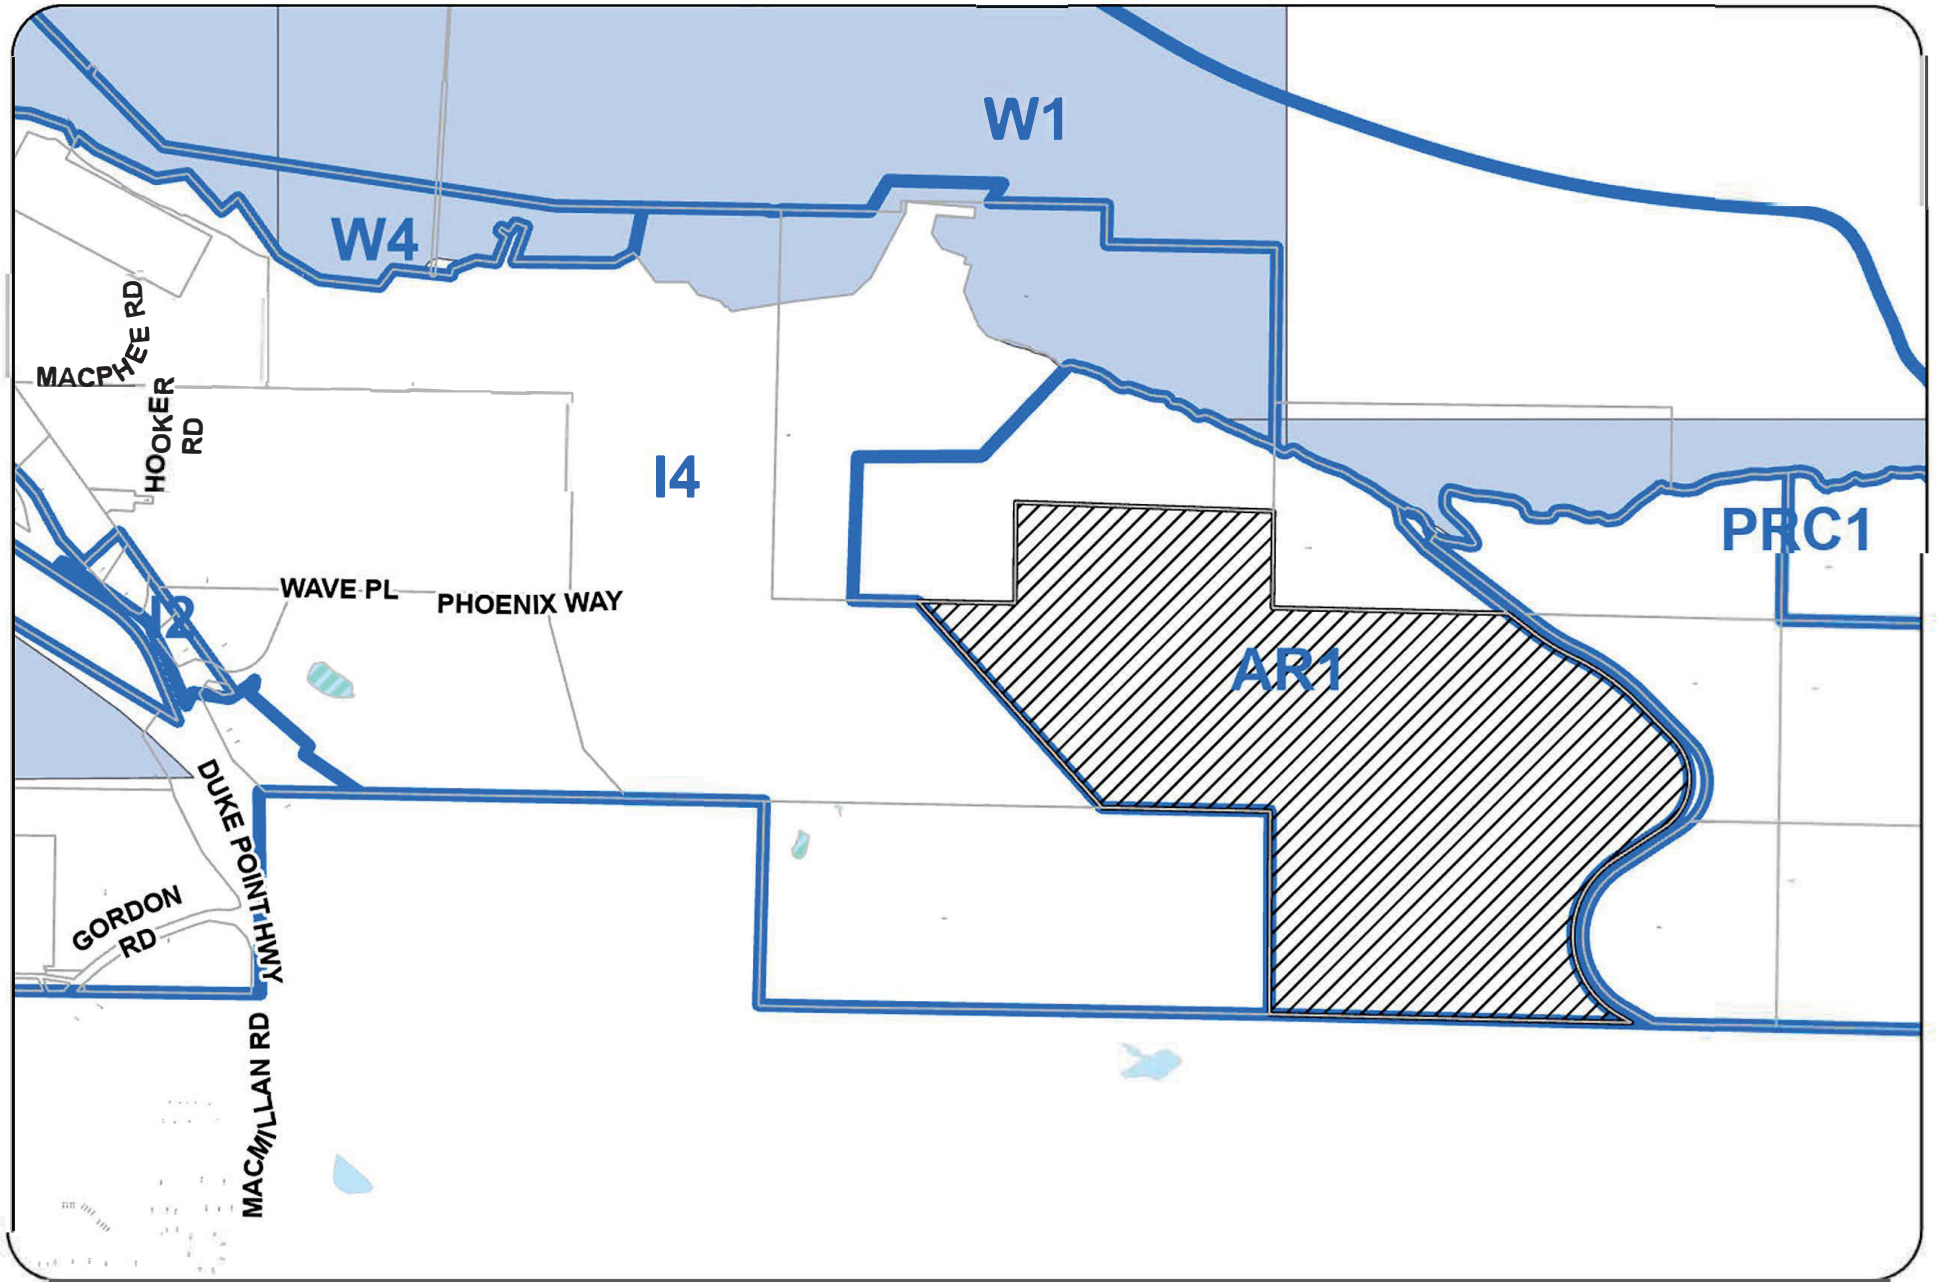 W1
W4
MACPHEE RD
HOOKER
RD
I4
PRC1
WAVE PL
PHOENIX WAY
I2
AR1
DUKE POINT HWY
GORDON
RD
MACMILLAN RD